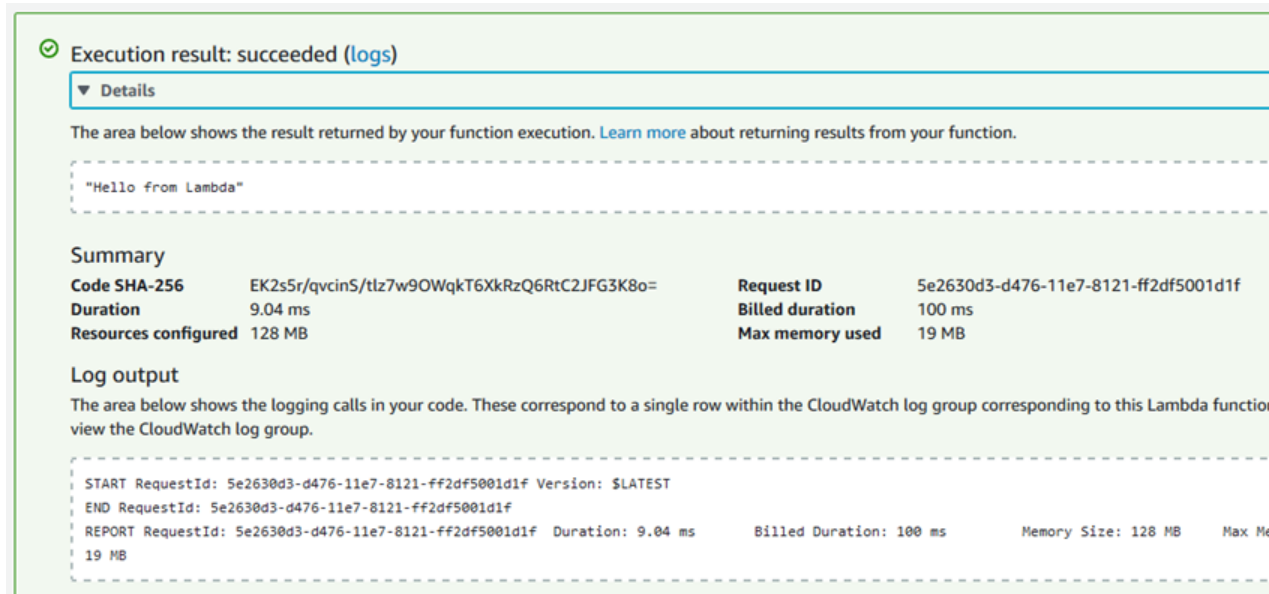 Execution result: succeeded (logs)
▼ Details
The area below shows the result returned by your function execution. Learn more about returning results from your function.
"Hello from Lambda"
Summary
Code SHA-256 EK2s5r/qvcinS/tlz7w9OWqkT6XkRzQ6RtC2JFG3K8o= Request ID 5e2630d3-d476-11e7-8121-ff2df5001d1f
Duration 9.04 ms Billed duration 100 ms
Resources configured 128 MB Max memory used 19 MB
Log output
The area below shows the logging calls in your code. These correspond to a single row within the CloudWatch log group corresponding to this Lambda function
view the CloudWatch log group.
START RequestId: 5e2630d3-d476-11e7-8121-ff2df5001d1f Version: $LATEST
END RequestId: 5e2630d3-d476-11e7-8121-ff2df5001d1f
REPORT RequestId: 5e2630d3-d476-11e7-8121-ff2df5001d1f Duration: 9.04 ms Billed Duration: 100 ms Memory Size: 128 MB Max Me
19 MB